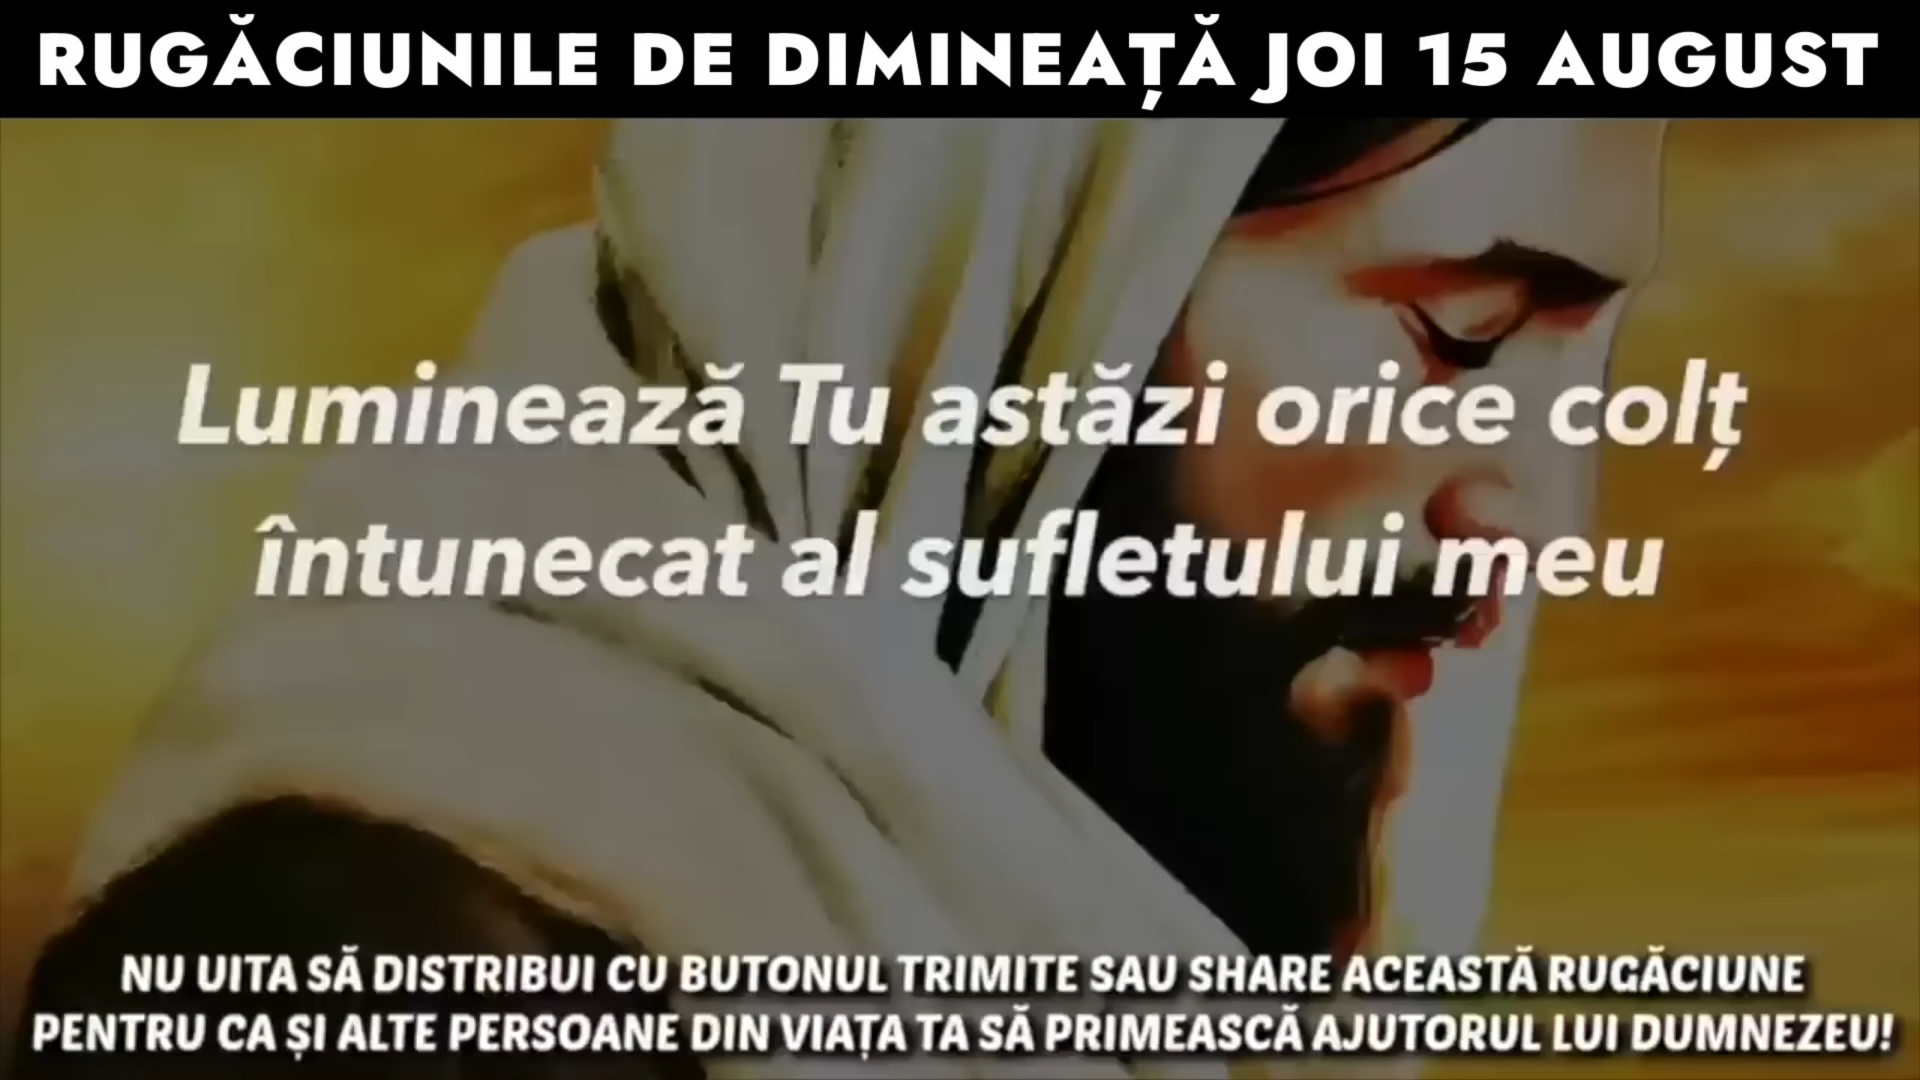 RUGĂCIUNILE DE DIMINEAȚĂ JOI 15 AUGUST
Luminează Tu astăzi orice colț
întunecat al sufletului meu
NU UITA SĂ DISTRIBUI CU BUTONUL TRIMITE SAU SHARE ACEASTĂ RUGĂCIUNE
PENTRU CA ȘI ALTE PERSOANE DIN VIAȚA TA SĂ PRIMEASCĂ AJUTORUL LUI DUMNEZEU!